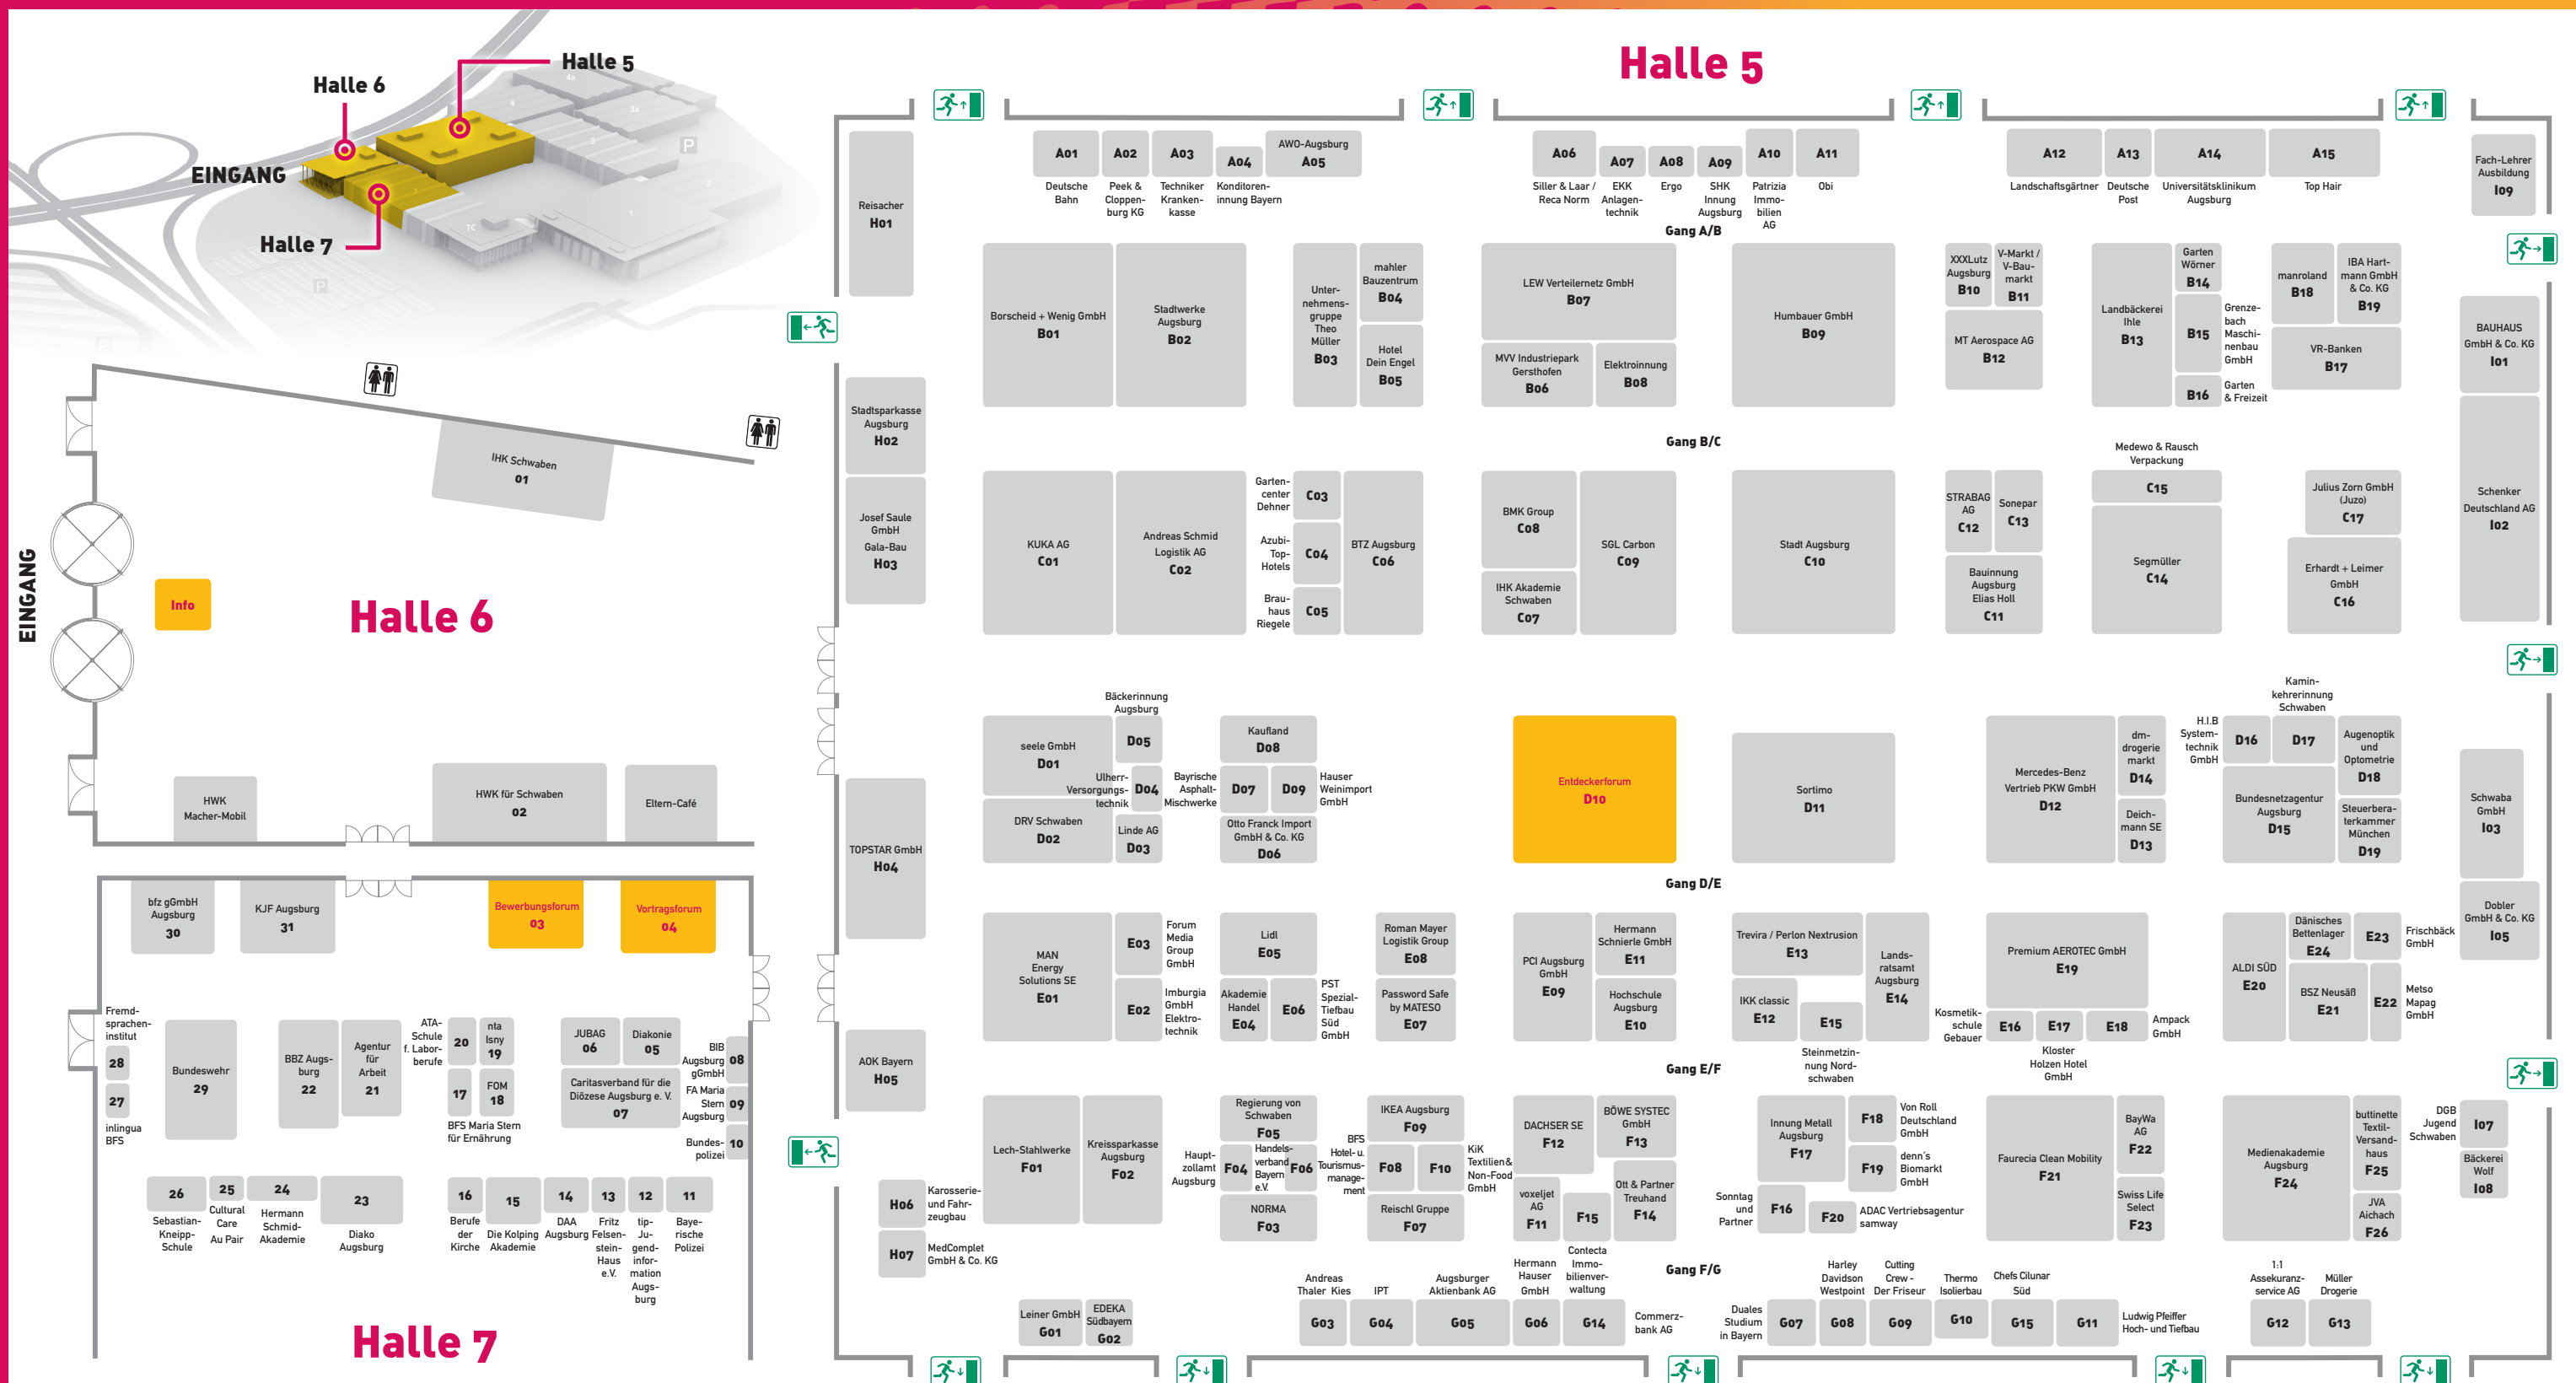 Halle 5
Halle 6
EINGANG
Halle 7
4a
4
3a
3
P
2
1
7
TC
P
P
Halle 5
Reisacher
H01
Stadtsparkasse
Augsburg
H02
Josef Saule
GmbH
Gala-Bau
H03
TOPSTAR GmbH
H04
AOK Bayern
H05
H06
Karosserie-
und Fahr-
zeugbau
H07
MedComplet
GmbH & Co. KG
A01
Deutsche
Bahn
A02
Peek &
Cloppen-
burg KG
A03
Techniker
Kranken-
kasse
A04
Konditoren-
innung Bayern
AWO-Augsburg
A05
A06
Siller & Laar /
Reca Norm
A07
EKK
Anlagen-
technik
A08
Ergo
A09
SHK
Innung
Augsburg
A10
Patrizia
Immo-
bilien
AG
A11
Obi
A12
Landschaftsgärtner
A13
Deutsche
Post
A14
Universitätsklinikum
Augsburg
A15
Top Hair
Fach-Lehrer
Ausbildung
I09
Gang A/B
Borscheid + Wenig GmbH
B01
Stadtwerke
Augsburg
B02
Unter-
nehmens-
gruppe
Theo
Müller
B03
mahler
Bauzentrum
B04
Hotel
Dein Engel
B05
LEW Verteilernetz GmbH
B07
MVV Industriepark
Gersthofen
B06
Elektroinnung
B08
Humbauer GmbH
B09
XXXLutz
Augsburg
B10
V-Markt /
V-Bau-
markt
B11
MT Aerospace AG
B12
Landbäckerei
Ihle
B13
Garten
Wörner
B14
B15
Grenze-
bach
Maschi-
nenbau
GmbH
B16
Garten
& Freizeit
manroland
B18
IBA Hart-
mann GmbH
& Co. KG
B19
VR-Banken
B17
BAUHAUS
GmbH & Co. KG
I01
Schenker
Deutschland AG
I02
Gang B/C
KUKA AG
C01
Andreas Schmid
Logistik AG
C02
Garten-
center
Dehner
C03
Azubi-
Top-
Hotels
C04
Brau-
haus
Riegele
C05
BTZ Augsburg
C06
BMK Group
C08
IHK Akademie
Schwaben
C07
SGL Carbon
C09
Stadt Augsburg
C10
STRABAG
AG
C12
Sonepar
C13
Bauinnung
Augsburg
Elias Holl
C11
Medewo & Rausch
Verpackung
C15
Segmüller
C14
Julius Zorn GmbH
(Juzo)
C17
Erhardt + Leimer
GmbH
C16
seele GmbH
D01
DRV Schwaben
D02
Bäckerinnung
Augsburg
D05
Ulherr-
Versorgungs-
technik
D04
Linde AG
D03
Kaufland
D08
Bayrische
Asphalt-
Mischwerke
D07
D09
Hauser
Weinimport
GmbH
Otto Franck Import
GmbH & Co. KG
D06
Entdeckerforum
D10
Sortimo
D11
Mercedes-Benz
Vertrieb PKW GmbH
D12
dm-
drogerie
markt
D14
Deich-
mann SE
D13
H.I.B
System-
technik
GmbH
D16
Kamin-
kehrerinnung
Schwaben
D17
Augenoptik
und
Optometrie
D18
Bundesnetzagentur
Augsburg
D15
Steuerbera-
terkammer
München
D19
Schwaba
GmbH
I03
Dobler
GmbH & Co. KG
I05
Gang D/E
MAN
Energy
Solutions SE
E01
E03
Forum
Media
Group
GmbH
E02
Imburgia
GmbH
Elektro-
technik
Lidl
E05
Akademie
Handel
E04
E06
PST
Spezial-
Tiefbau
Süd
GmbH
Roman Mayer
Logistik Group
E08
Password Safe
by MATESO
E07
PCI Augsburg
GmbH
E09
Hermann
Schnierle GmbH
E11
Hochschule
Augsburg
E10
Trevira / Perlon Nextrusion
E13
IKK classic
E12
E15
Steinmetzin-
nung Nord-
schwaben
Lands-
ratsamt
Augsburg
E14
Premium AEROTEC GmbH
E19
Kosmetik-
schule
Gebauer
E16
E17
Kloster
Holzen Hotel
GmbH
E18
Ampack
GmbH
ALDI SÜD
E20
Dänisches
Bettenlager
E24
E23
Frischbäck
GmbH
BSZ Neusäß
E21
E22
Metso
Mapag
GmbH
Gang E/F
Lech-Stahlwerke
F01
Kreissparkasse
Augsburg
F02
Regierung von
Schwaben
F05
Haupt-
zollamt
Augsburg
F04
Handels-
verband
Bayern
e.V.
F06
NORMA
F03
IKEA Augsburg
F09
BFS
Hotel- u.
Tourismus-
manage-
ment
F08
F10
KiK
Textilien &
Non-Food
GmbH
Reischl Gruppe
F07
DACHSER SE
F12
BÖWE SYSTEC
GmbH
F13
voxeljet
AG
F11
F15
Contecta
Immo-
bilienver-
waltung
Ott & Partner
Treuhand
F14
Innung Metall
Augsburg
F17
F18
Von Roll
Deutschland
GmbH
F19
denn´s
Biomarkt
GmbH
Sonntag
und
Partner
F16
F20
ADAC Vertriebsagentur
samway
Faurecia Clean Mobility
F21
BayWa
AG
F22
Swiss Life
Select
F23
Medienakademie
Augsburg
F24
buttinette
Textil-
Versand-
haus
F25
JVA
Aichach
F26
DGB
Jugend
Schwaben
I07
Bäckerei
Wolf
I08
Gang F/G
Leiner GmbH
G01
EDEKA
Südbayern
G02
Andreas
Thaler Kies
G03
IPT
G04
Augsburger
Aktienbank AG
G05
Hermann
Hauser
GmbH
G06
G14
Commerz-
bank AG
Duales
Studium
in Bayern
G07
Harley
Davidson
Westpoint
G08
Cutting
Crew -
Der Friseur
G09
Thermo
Isolierbau
G10
Chefs Cilunar
Süd
G15
G11
Ludwig Pfeiffer
Hoch- und Tiefbau
1:1
Assekuranz-
service AG
G12
Müller
Drogerie
G13
EINGANG
Info
Halle 6
IHK Schwaben
01
HWK
Macher-Mobil
HWK für Schwaben
02
Eltern-Café
bfz gGmbH
Augsburg
30
KJF Augsburg
31
Bewerbungsforum
03
Vortragsforum
04
Fremd-
sprachen-
institut
28
27
inlingua
BFS
Bundeswehr
29
BBZ Augs-
burg
22
Agentur
für
Arbeit
21
ATA-
Schule
f. Labor-
berufe
20
nta
Isny
19
17
FOM
18
BFS Maria Stern
für Ernährung
JUBAG
06
Diakonie
05
Caritasverband für die
Diözese Augsburg e. V.
07
BIB
Augsburg
gGmbH
08
FA Maria
Stern
Augsburg
09
Bundes-
polizei
10
26
Sebastian-
Kneipp-
Schule
25
Cultural
Care
Au Pair
24
Hermann
Schmid-
Akademie
23
Diako
Augsburg
16
Berufe
der
Kirche
15
Die Kolping
Akademie
14
DAA
Augsburg
13
Fritz
Felsen-
stein-
Haus
e.V.
12
tip-
Ju-
gend-
infor-
mation
Augs-
burg
11
Baye-
rische
Polizei
Halle 7